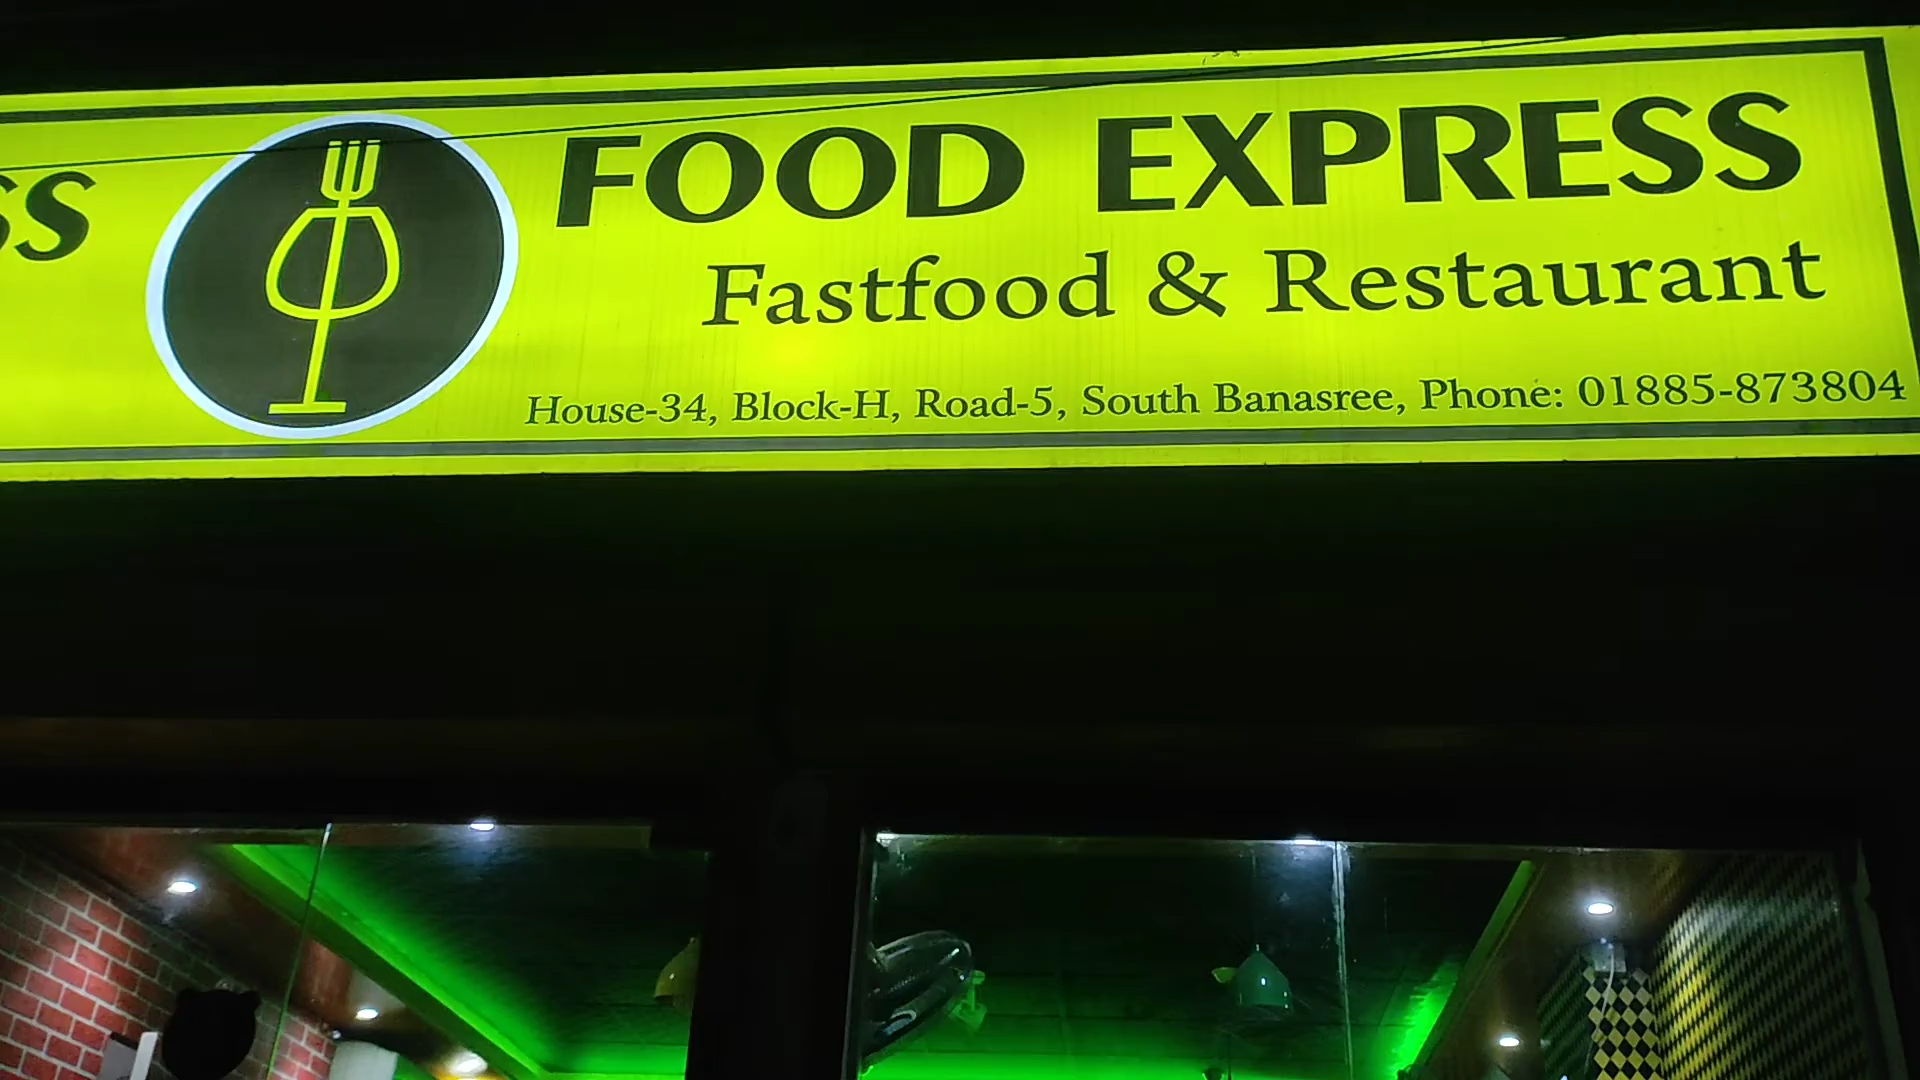 SS
FOOD EXPRESS
Fastfood & Restaurant
House-34, Block-H, Road-5, South Banasree, Phone: 01885-873804